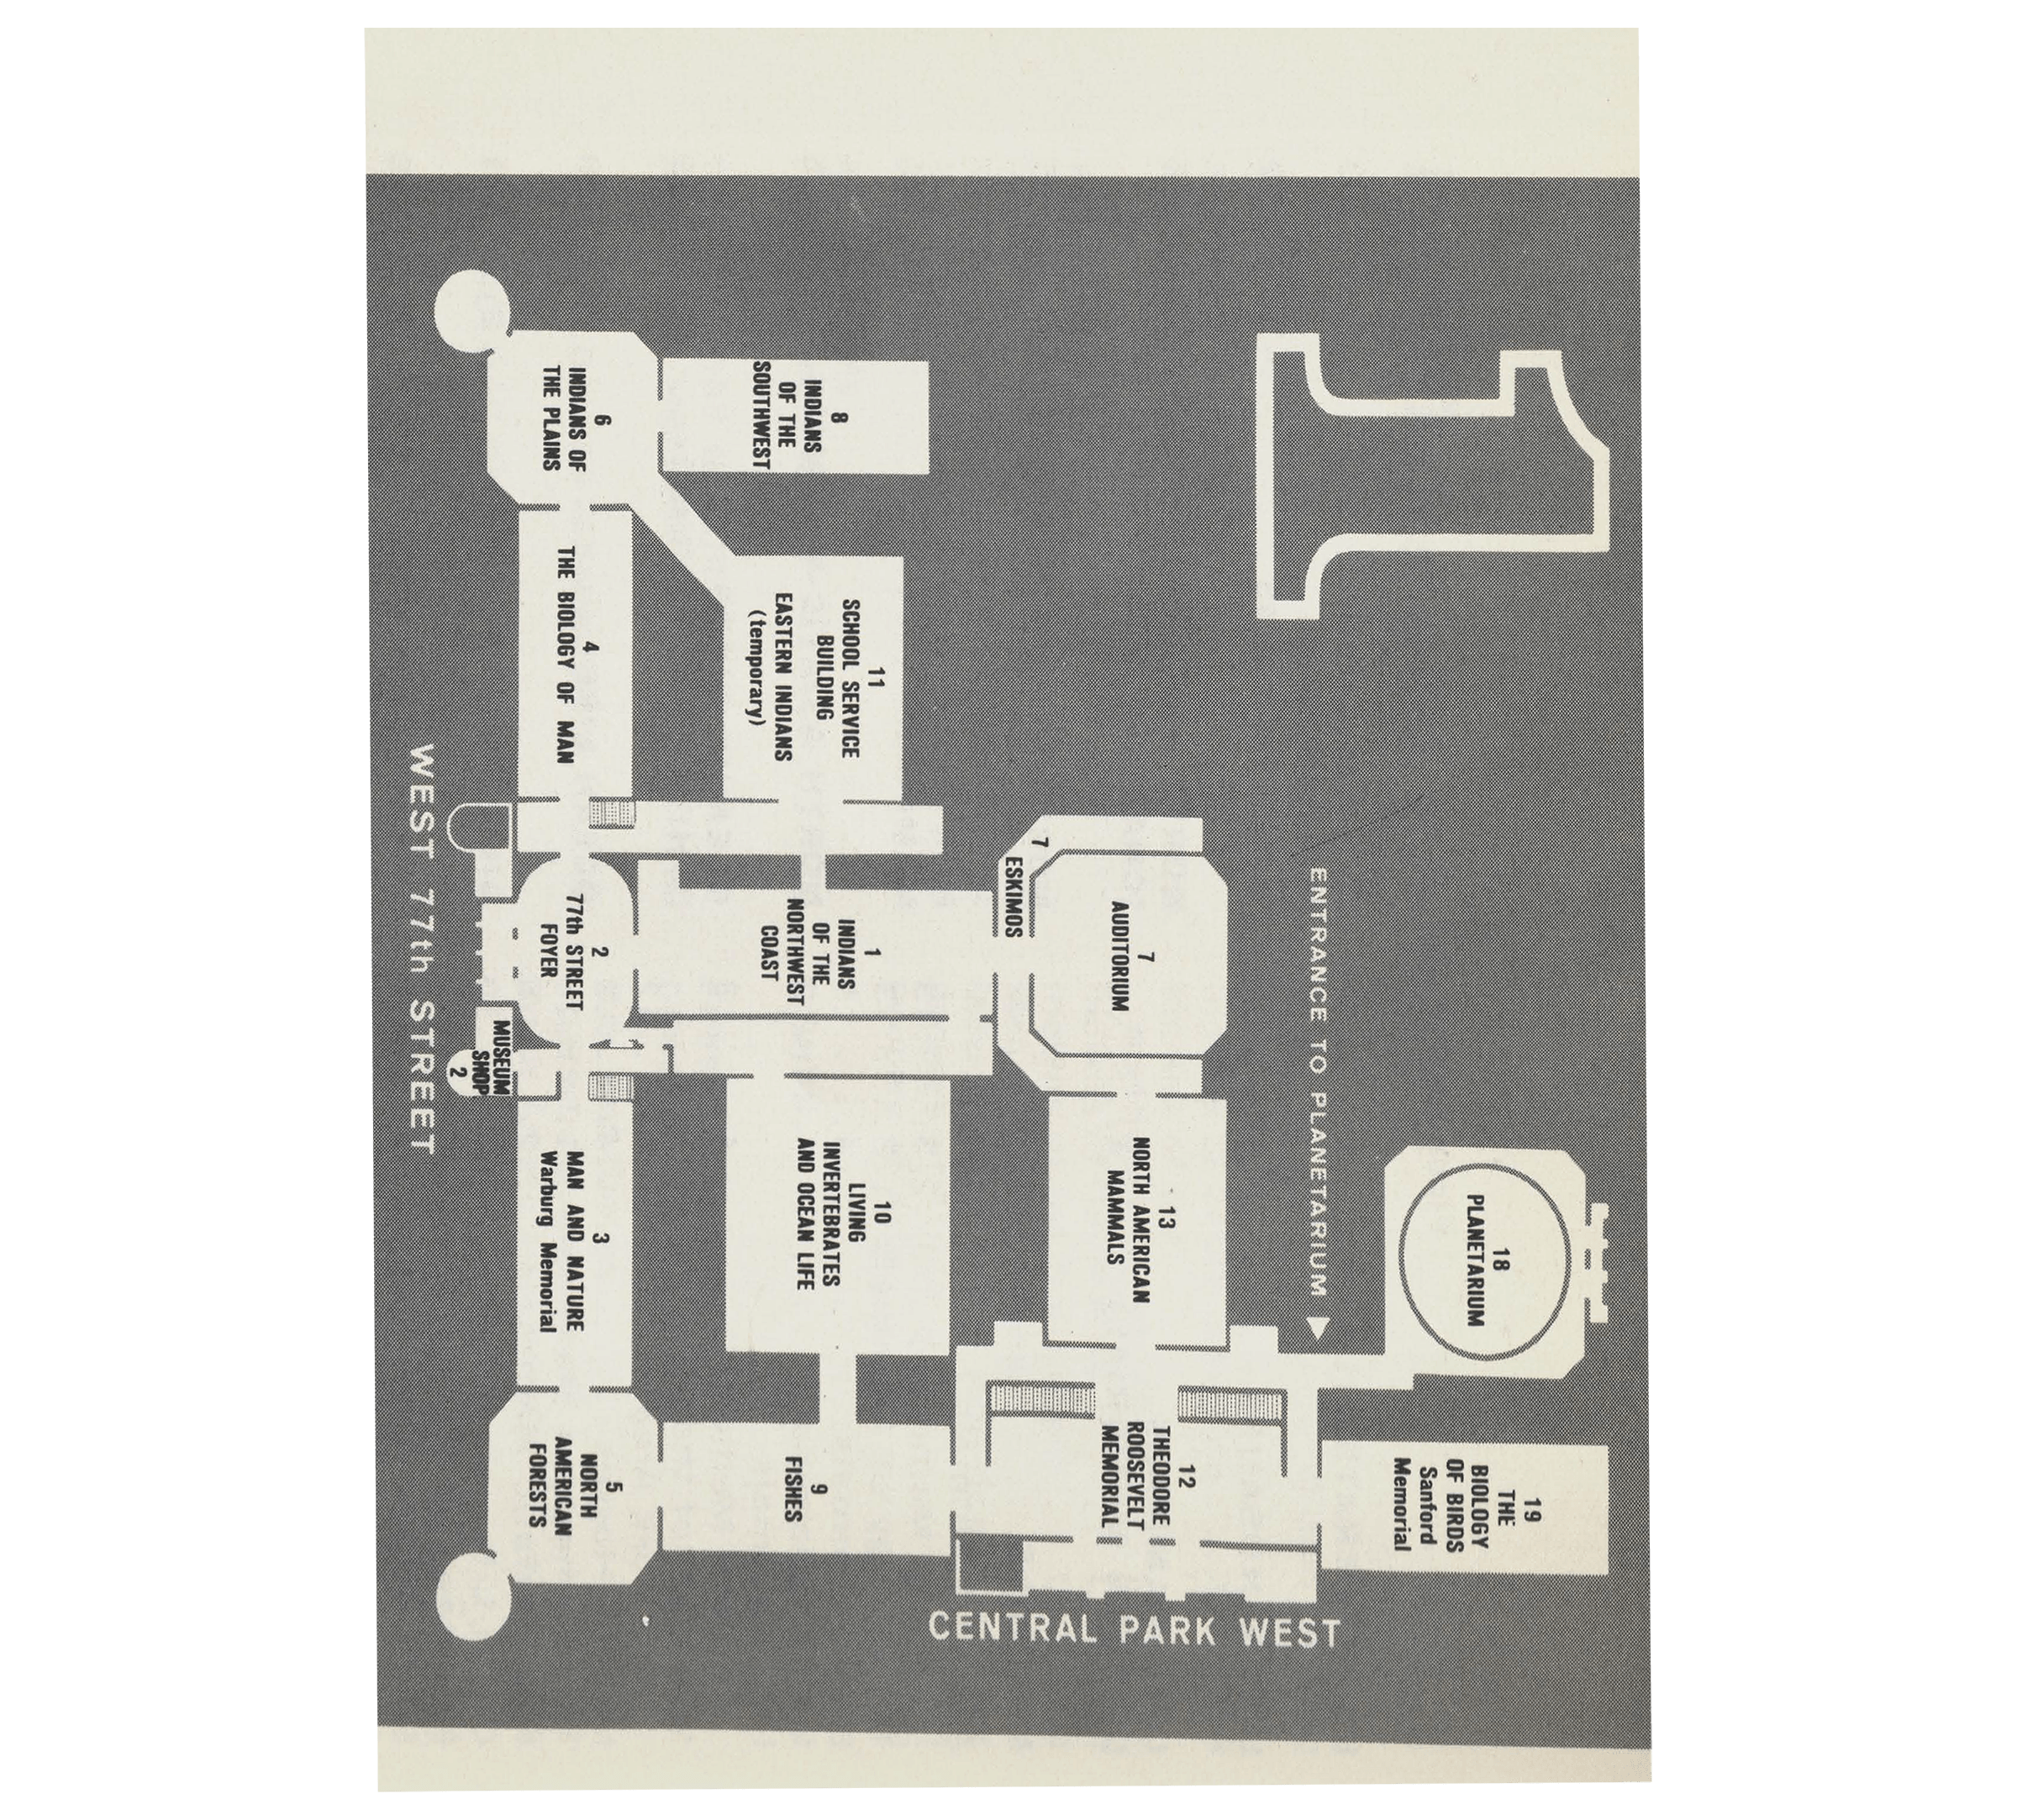 1
18
PLANETARIUM
19
THE
BIOLOGY
OF BIRDS
Sanford
Memorial
ENTRANCE TO PLANETARIUM ▶
7
AUDITORIUM
7
ESKIMOS
13
NORTH AMERICAN
MAMMALS
12
THEODORE
ROOSEVELT
MEMORIAL
CENTRAL PARK WEST
8
INDIANS
OF THE
SOUTHWEST
11
SCHOOL SERVICE
BUILDING
EASTERN INDIANS
(temporary)
1
INDIANS
OF THE
NORTHWEST
COAST
10
LIVING
INVERTEBRATES
AND OCEAN LIFE
9
FISHES
6
INDIANS OF
THE PLAINS
4
THE BIOLOGY OF MAN
2
77th STREET
FOYER
3
MAN AND NATURE
Warburg Memorial
5
NORTH
AMERICAN
FORESTS
MUSEUM
SHOP
2
WEST 77th STREET